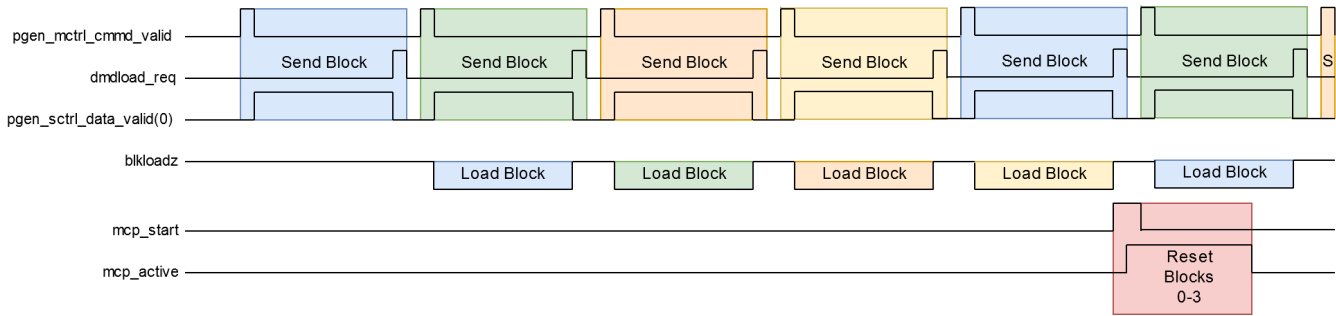 pgen_mctrl_cmmd_valid
Send Block Send Block Send Block Send Block Send Block Send Block S
dmdload_req
pgen_sctrl_data_valid(0)
blkloadz
Load Block Load Block Load Block Load Block Load Block
mcp_start
mcp_active
Reset
Blocks
0-3